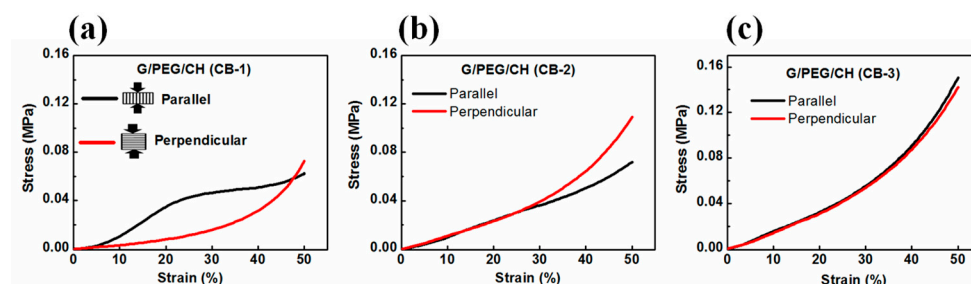 (a)
G/PEG/CH (CB-1)
Parallel
Perpendicular
Stress (MPa)
0.16
0.12
0.08
0.04
0.00
0 10 20 30 40 50
Strain (%)
(b)
G/PEG/CH (CB-2)
Parallel
Perpendicular
Stress (MPa)
0.16
0.12
0.08
0.04
0.00
0 10 20 30 40 50
Strain (%)
(c)
G/PEG/CH (CB-3)
Parallel
Perpendicular
Stress (MPa)
0.16
0.12
0.08
0.04
0.00
0 10 20 30 40 50
Strain (%)